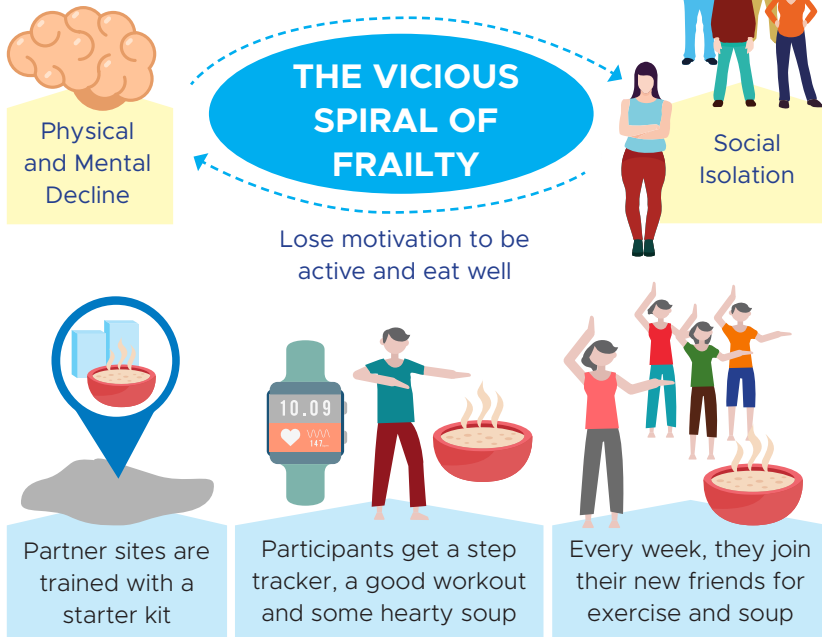 THE VICIOUS
SPIRAL OF
FRAILTY
Physical
and Mental
Decline
Social
Isolation
Lose motivation to be
active and eat well
10.09
147...
Partner sites are
trained with a
starter kit
Participants get a step
tracker, a good workout
and some hearty soup
Every week, they join
their new friends for
exercise and soup